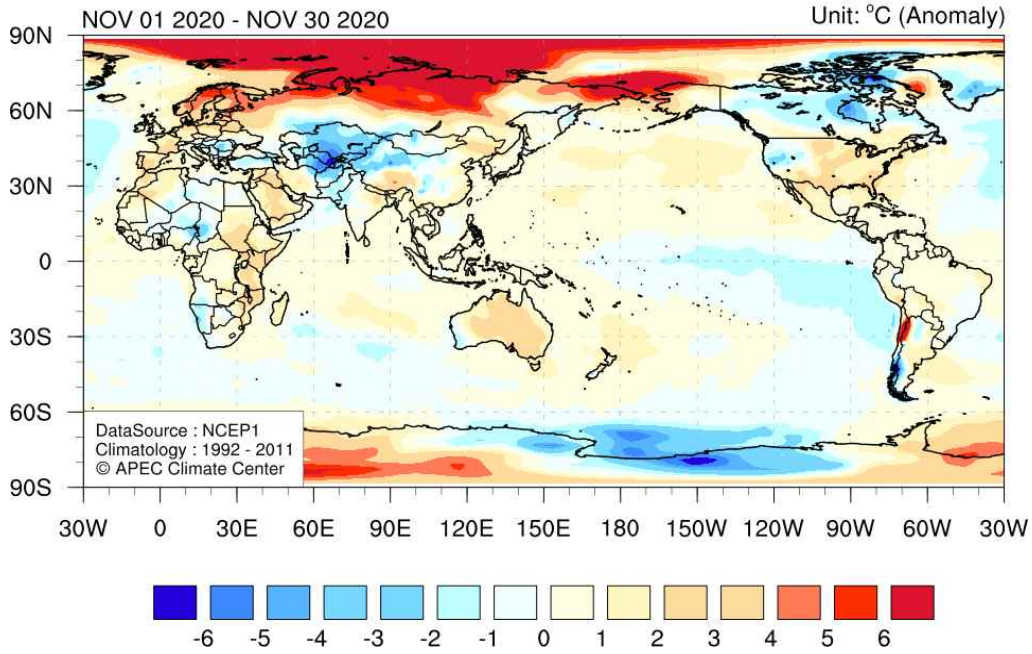 NOV 01 2020 - NOV 30 2020 Unit: °C (Anomaly)
90N
60N
30N
0
30S
60S
90S
DataSource : NCEP1
Climatology : 1992 - 2011
© APEC Climate Center
30W 0 30E 60E 90E 120E 150E 180 150W 120W 90W 60W 30W
-6 -5 -4 -3 -2 -1 0 1 2 3 4 5 6